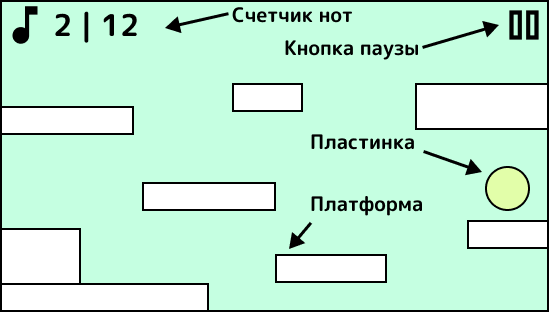 2 | 12
Счетчик нот
Кнопка паузы
Пластинка
Платформа